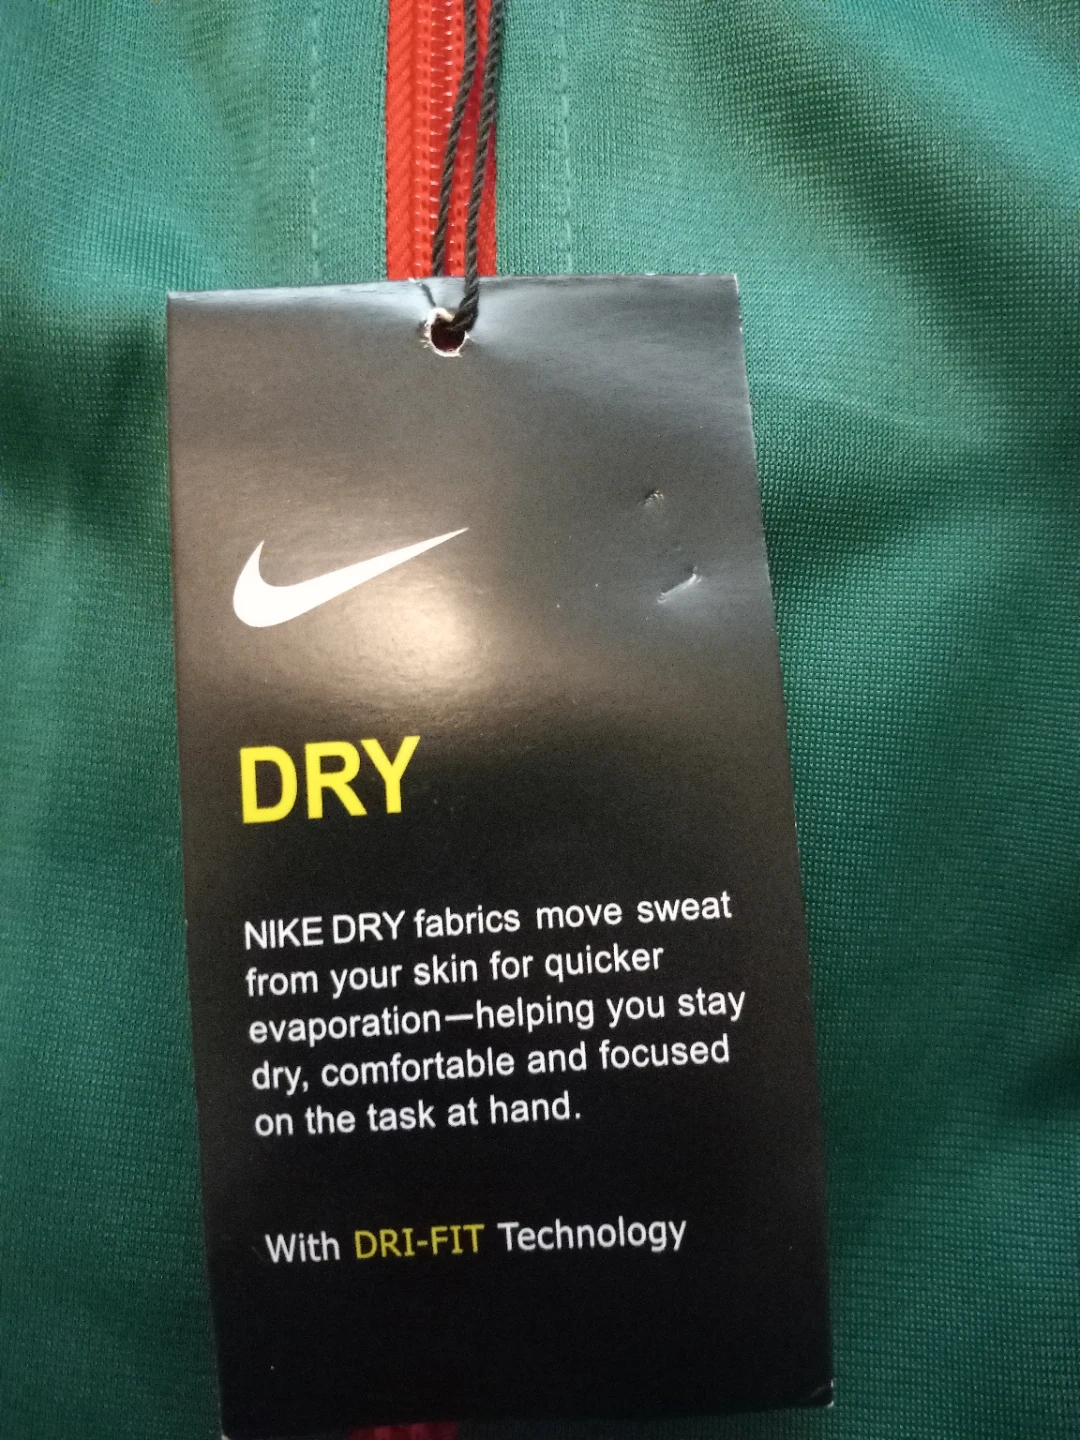 DRY
NIKE DRY fabrics move sweat
from your skin for quicker
evaporation—helping you stay
dry, comfortable and focused
on the task at hand.
With DRI-FIT Technology